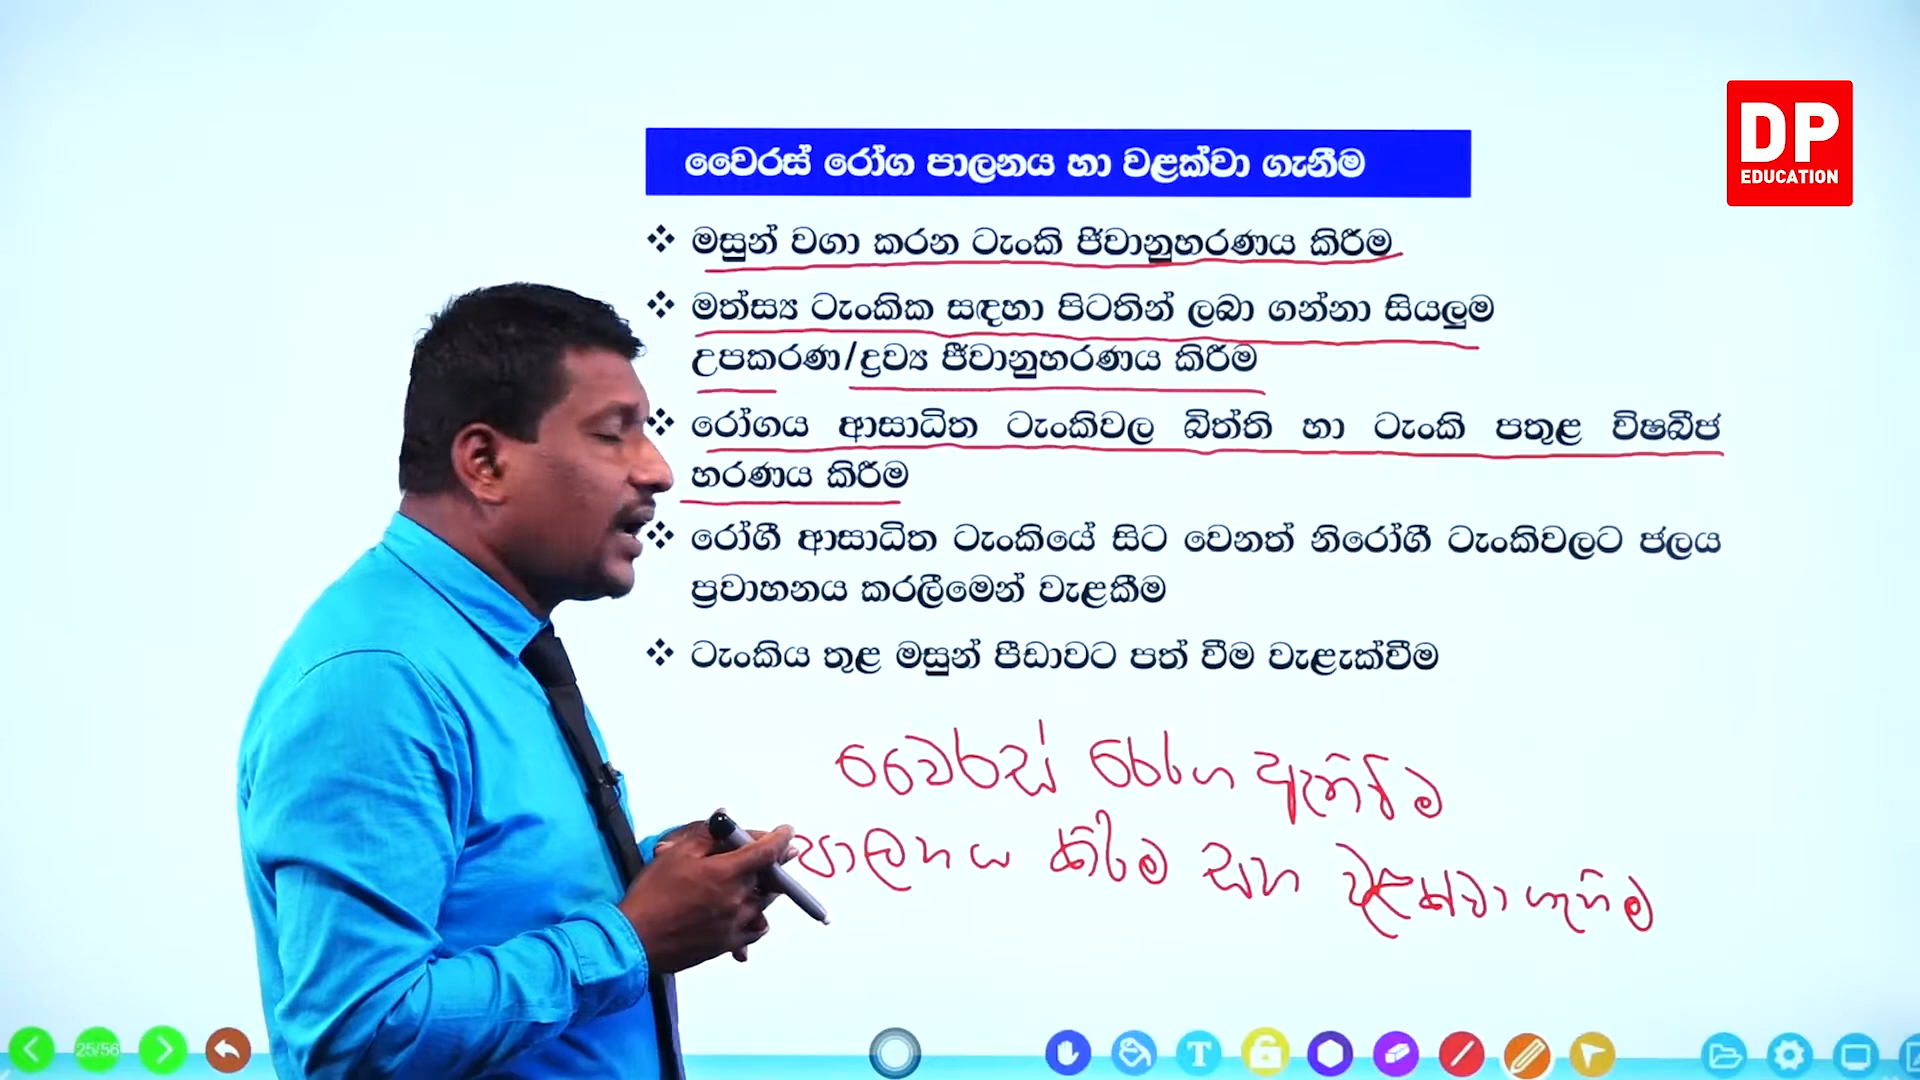 DP
EDUCATION
වෛරස් රෝග පාලනය හා වළක්වා ගැනීම
❖ මසුන් වගා කරන ටැංකි ජිවානුහරණය කිරීම
❖ මත්ස්‍ය ටැංකික සඳහා පිටතින් ලබා ගන්නා සියලුම
උපකරණ/ද්‍රව්‍ය ජීවානුහරණය කිරීම
❖ රෝගය ආසාධිත ටැංකිවල බිත්ති හා ටැංකි පතුළ විෂබීජ
හරණය කිරීම
❖ රෝගී ආසාධිත ටැංකියේ සිට වෙනත් නිරෝගී ටැංකිවලට ජලය
ප්‍රවාහනය කරලීමෙන් වැළකීම
❖ ටැංකිය තුළ මසුන් පීඩාවට පත් වීම වැළැක්වීම
වෛරස් රෝග ඇතිවීම
පාලනය කිරීම සහ වළක්වා ගැනීම
25/56